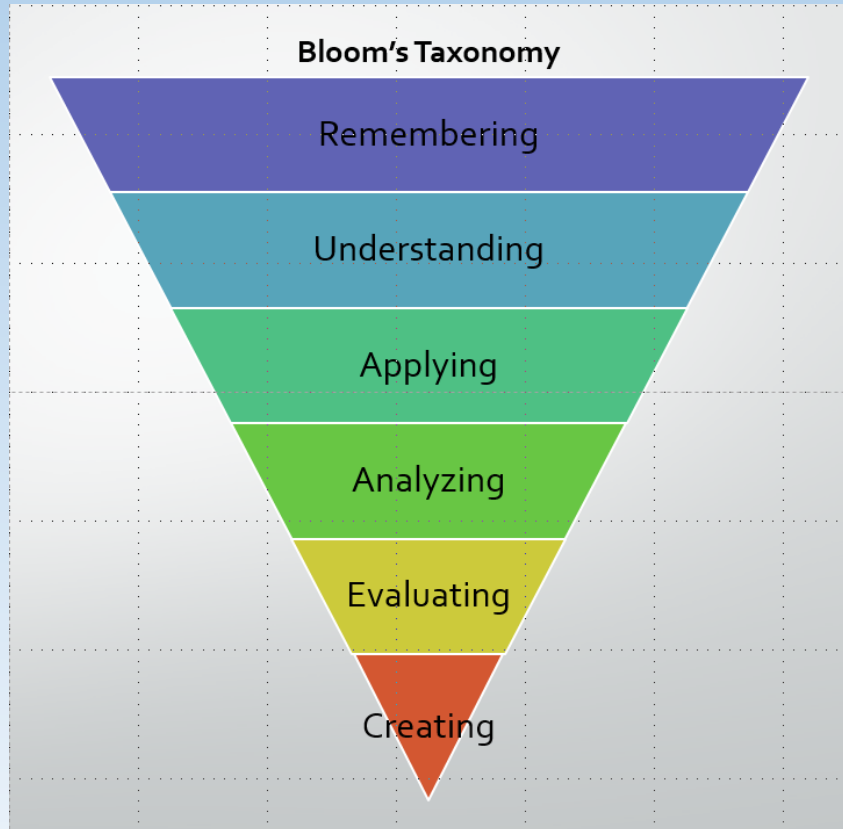 Bloom's Taxonomy
Remembering
Understanding
Applying
Analyzing
Evaluating
Creating